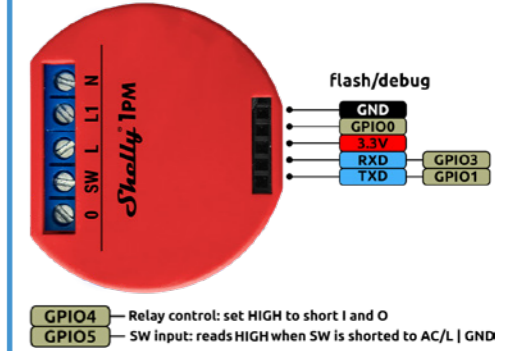 flash/debug
GND
GPIO0
3.3V
RXD GPIO3
TXD GPIO1
N
L1
L
SW
0
Shelly 1PM
GPIO4 Relay control: set HIGH to short I and O
GPIO5 SW input: reads HIGH when SW is shorted to AC/L | GND